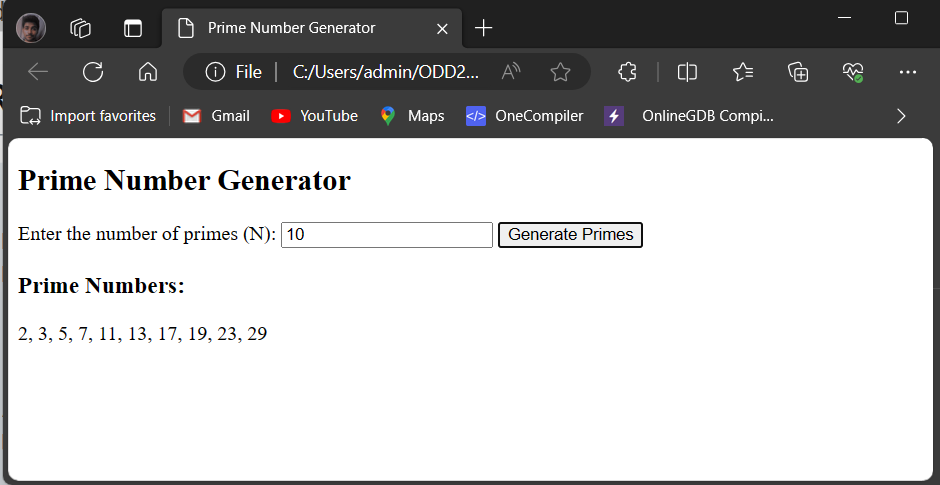 Prime Number Generator
File C:/Users/admin/ODD2...
Import favorites Gmail YouTube Maps </> OneCompiler OnlineGDB Compi...
Prime Number Generator
Enter the number of primes (N): 10 Generate Primes
Prime Numbers:
2, 3, 5, 7, 11, 13, 17, 19, 23, 29